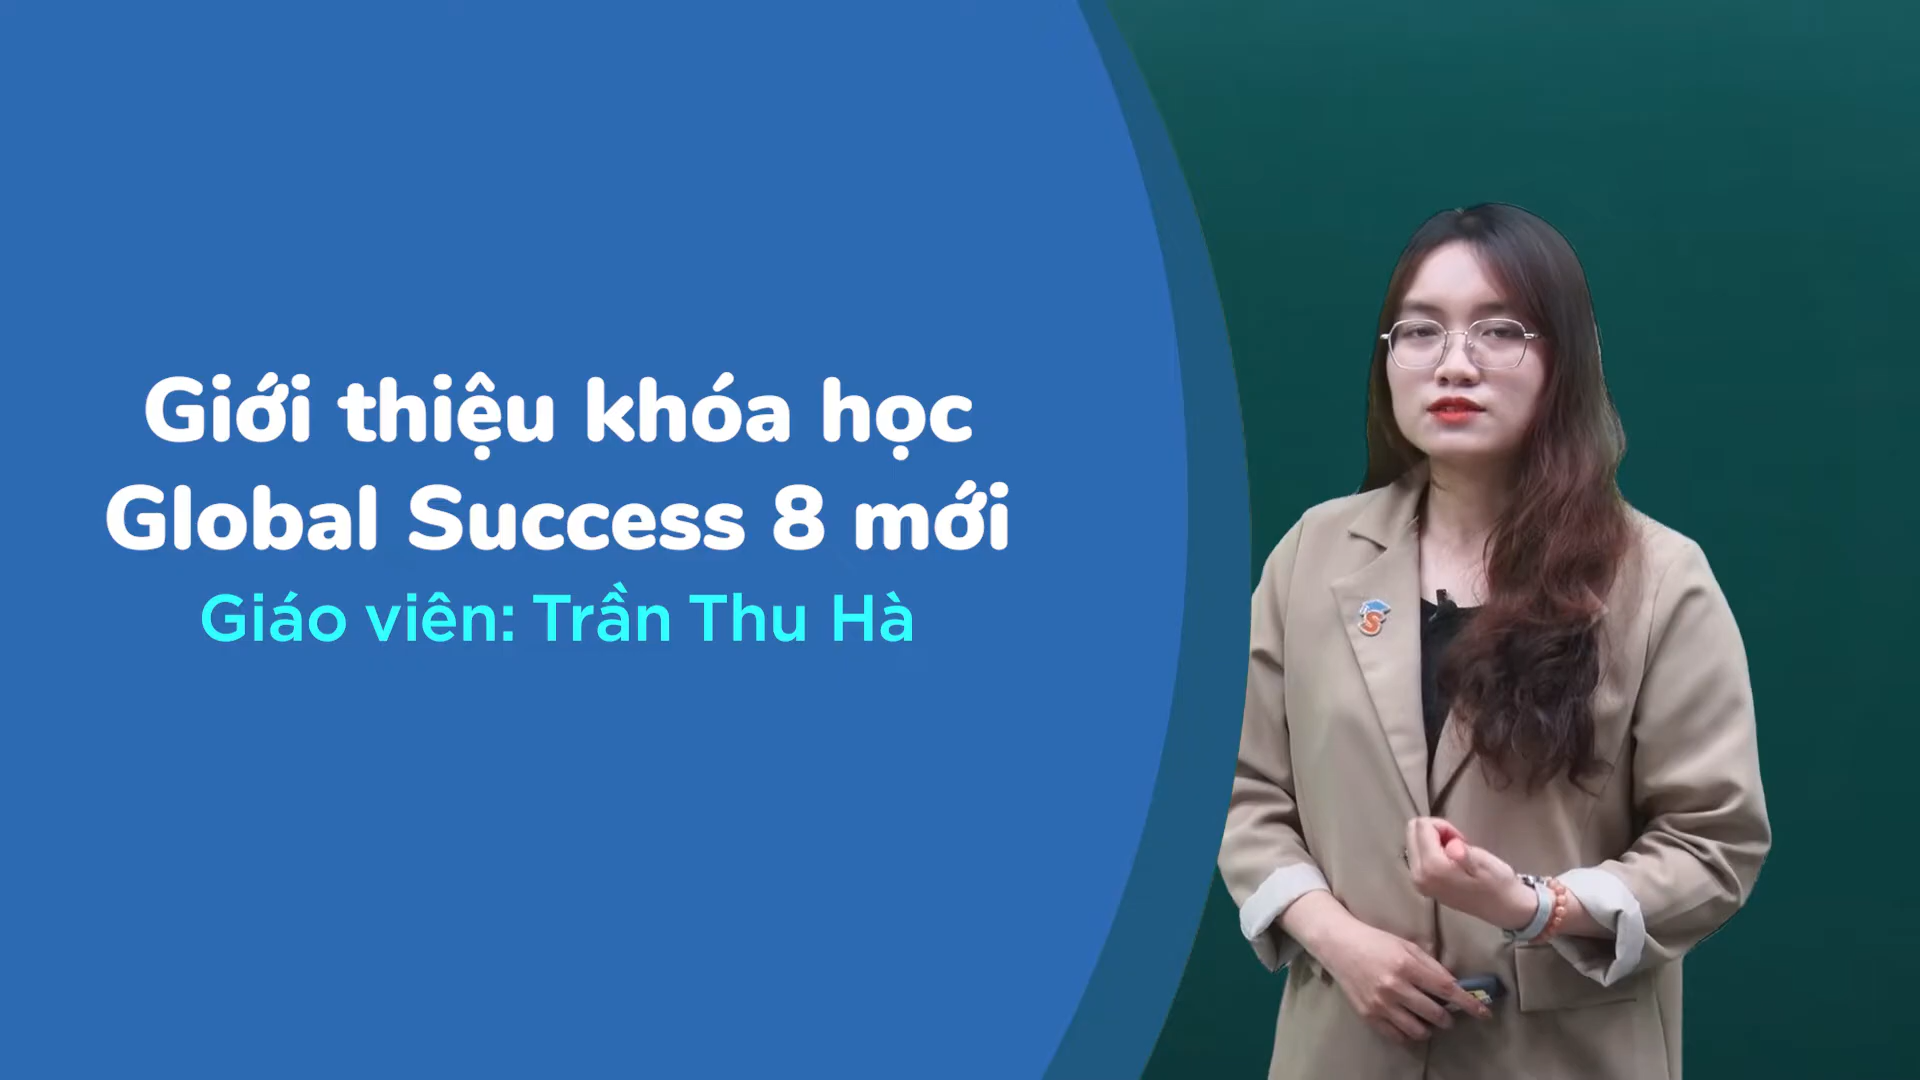 Giới thiệu khóa học
Global Success 8 mới
Giáo viên: Trần Thu Hà
S